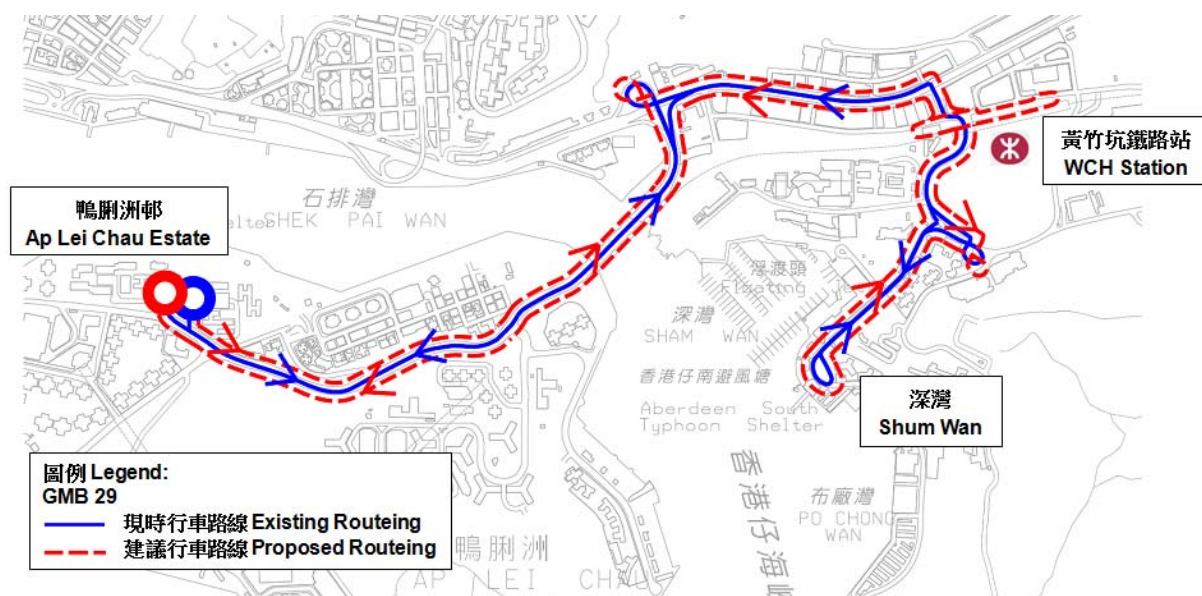 黃竹坑鐵路站
WCH Station
石排灣
SHEK PAI WAN
鴨脷洲邨
Ap Lei Chau Estate
浮渡頭
Floating
深灣
SHAM WAN
香港仔南避風塘
Aberdeen South
Typhoon Shelter
深灣
Shum Wan
圖例 Legend:
GMB 29
現時行車路線 Existing Routeing
建議行車路線 Proposed Routeing
鴨脷洲
AP LEI CHAU
香港仔海
布廠灣
PO CHONG
WAN